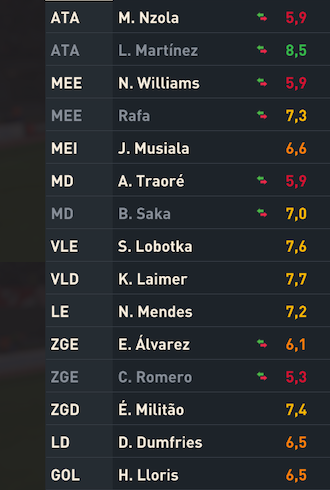 ATA M. Nzola 5,9
ATA L. Martínez 8,5
MEE N. Williams 5,9
MEE Rafa 7,3
MEI J. Musiala 6,6
MD A. Traoré 5,9
MD B. Saka 7,0
VLE S. Lobotka 7,6
VLD K. Laimer 7,7
LE N. Mendes 7,2
ZGE E. Álvarez 6,1
ZGE C. Romero 5,3
ZGD É. Militão 7,4
LD D. Dumfries 6,5
GOL H. Lloris 6,5